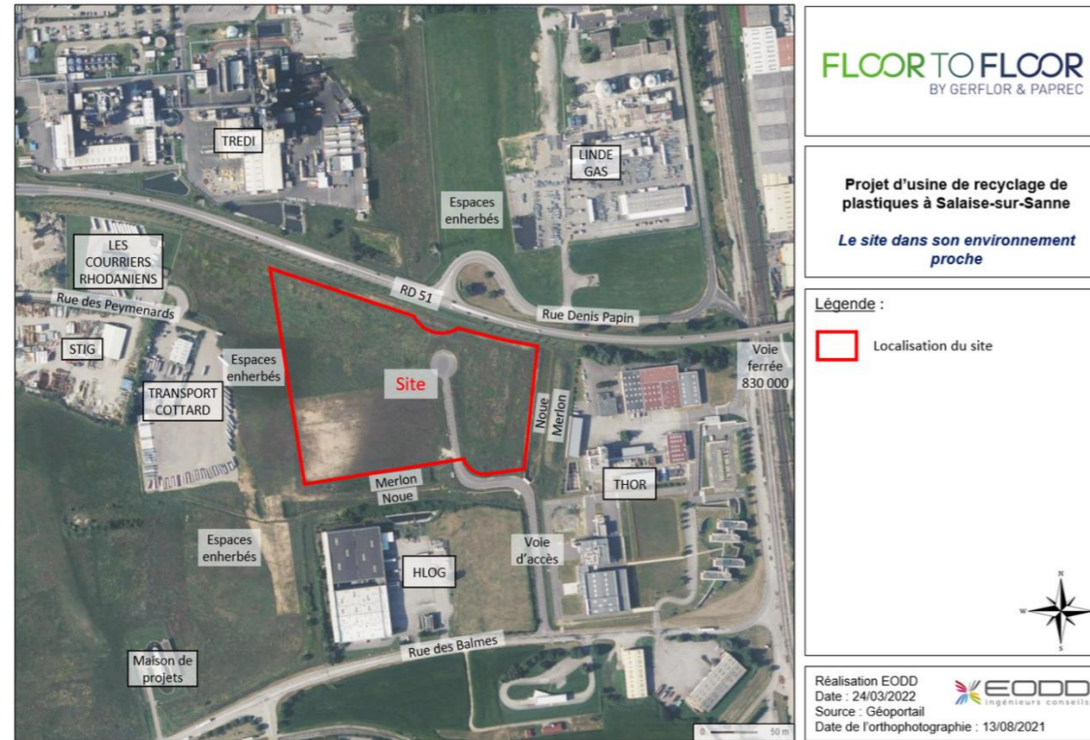 TREDI
LINDE
GAS
Espaces
enherbés
LES
COURRIERS
RHODANIENS
Rue des Peymenards
RD 51
Rue Denis Papin
STIG
Espaces
enherbés
Site
TRANSPORT
COTTARD
Voie
ferrée
830 000
Noue
Merlon
Merlon
Noue
THOR
Espaces
enherbés
Voie
d'accès
HLOG
Rue des Balmes
Maison de
projets
0 50 m
FLOOR TO FLOOR
BY GERFLOR & PAPREC
Projet d'usine de recyclage de
plastiques à Salaise-sur-Sanne
Le site dans son environnement
proche
Légende :
Localisation du site
N
W
S
Réalisation EODD
Date : 24/03/2022
Source : Géoportail
Date de l'orthophotographie : 13/08/2021
EODD
ingénieurs conseils